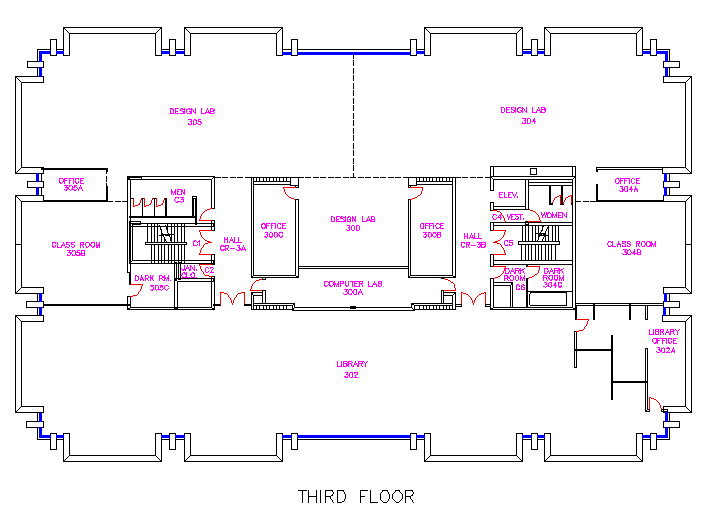 DESIGN LAB
305
DESIGN LAB
304
OFFICE
305A
OFFICE
304A
MEN
C3
ELEV.
C4
VEST.
WOMEN
OFFICE
300C
DESIGN LAB
300
OFFICE
300B
CLASS ROOM
305B
C1
HALL
CR-3A
HALL
CR-3B
C5
CLASS ROOM
304B
DARK RM.
305C
JAN.
CLO.
C2
COMPUTER LAB
300A
DARK
ROOM
C6
DARK
ROOM
304C
LIBRARY
OFFICE
302A
LIBRARY
302
THIRD FLOOR